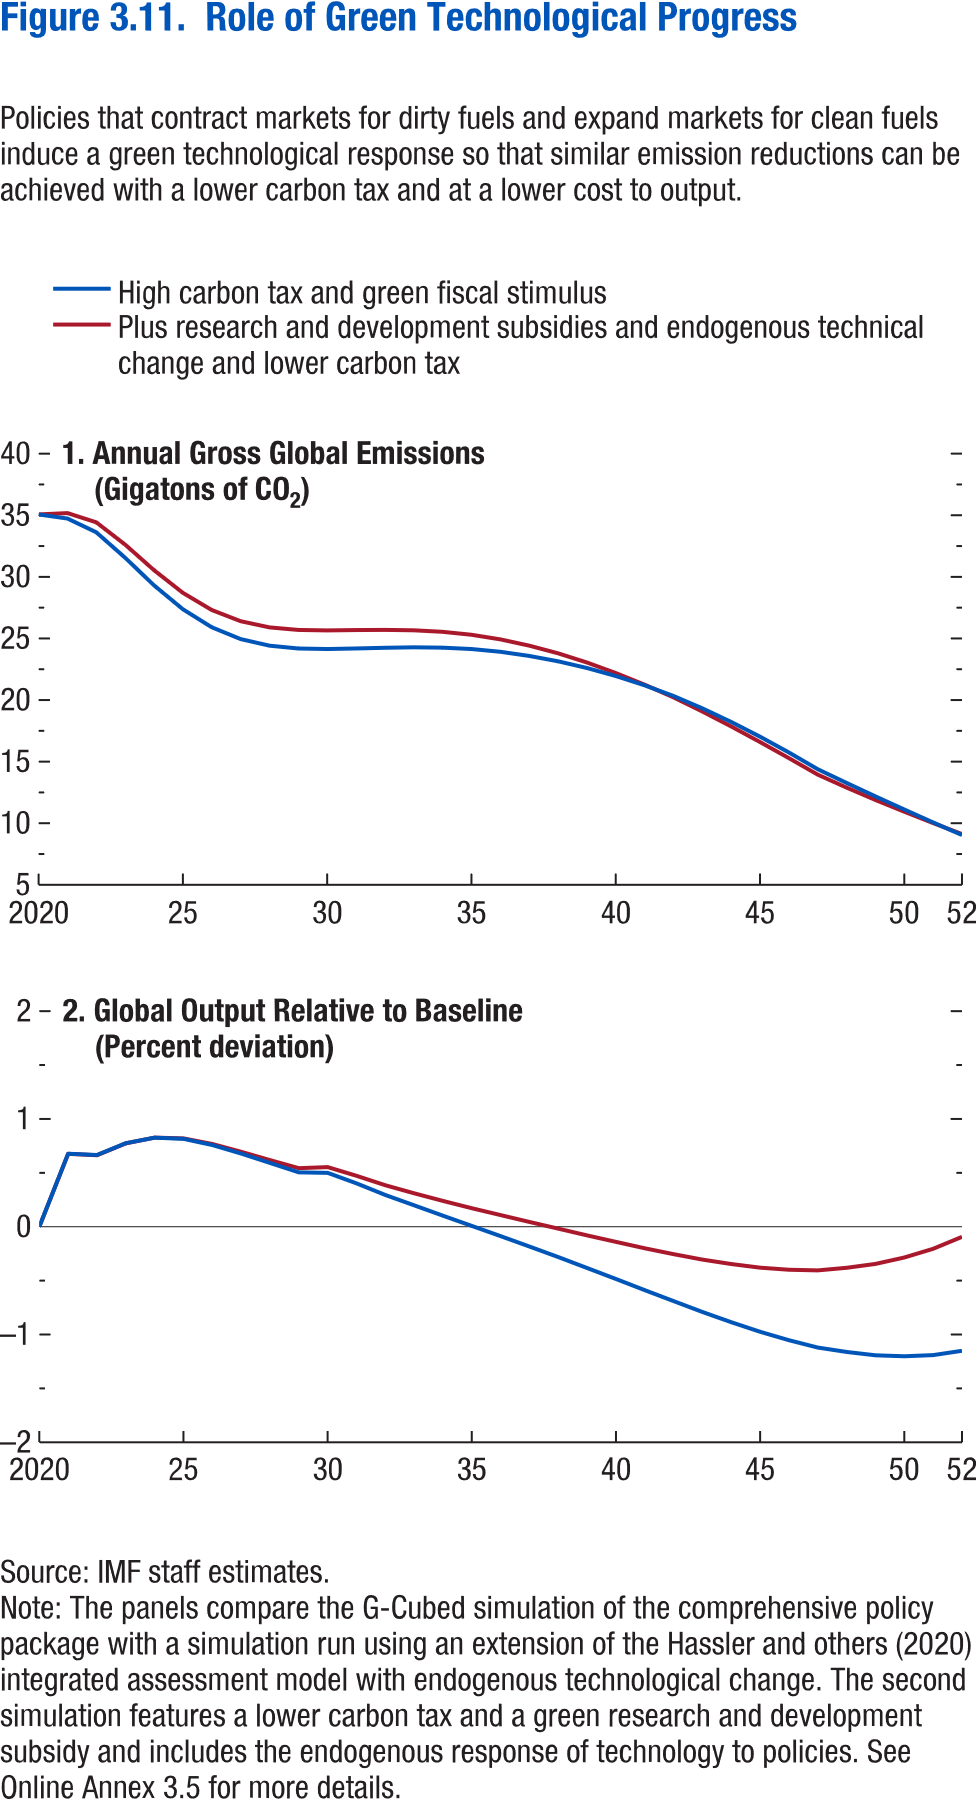 Figure 3.11. Role of Green Technological Progress
Policies that contract markets for dirty fuels and expand markets for clean fuels
induce a green technological response so that similar emission reductions can be
achieved with a lower carbon tax and at a lower cost to output.
High carbon tax and green fiscal stimulus
Plus research and development subsidies and endogenous technical
change and lower carbon tax
1. Annual Gross Global Emissions
(Gigatons of CO2)
40
35
30
25
20
15
10
5
2020 25 30 35 40 45 50 52
2. Global Output Relative to Baseline
(Percent deviation)
2
1
0
–1
–2
2020 25 30 35 40 45 50 52
Source: IMF staff estimates.
Note: The panels compare the G-Cubed simulation of the comprehensive policy
package with a simulation run using an extension of the Hassler and others (2020)
integrated assessment model with endogenous technological change. The second
simulation features a lower carbon tax and a green research and development
subsidy and includes the endogenous response of technology to policies. See
Online Annex 3.5 for more details.